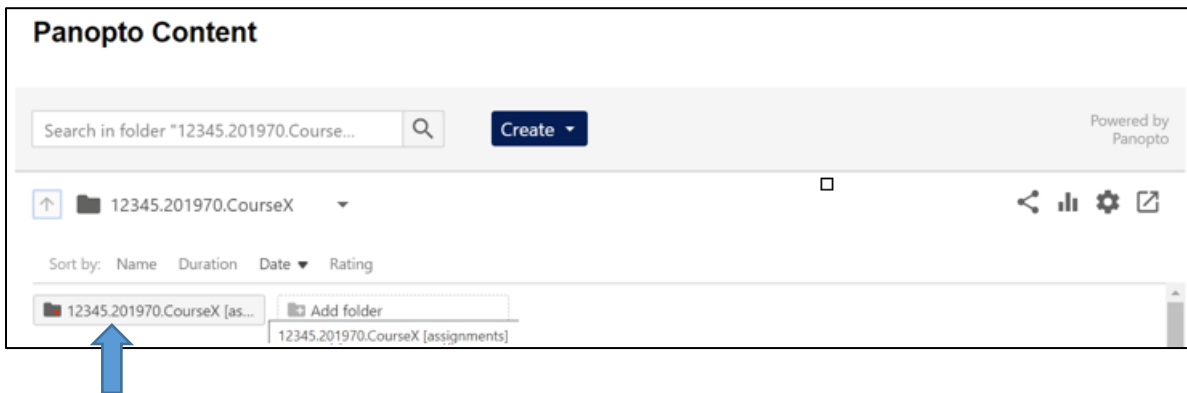 Panopto Content
Search in folder "12345.201970.Course...
Create
Powered by
Panopto
12345.201970.CourseX
Sort by: Name Duration Date Rating
12345.201970.CourseX [as...
Add folder
12345.201970.CourseX [assignments]